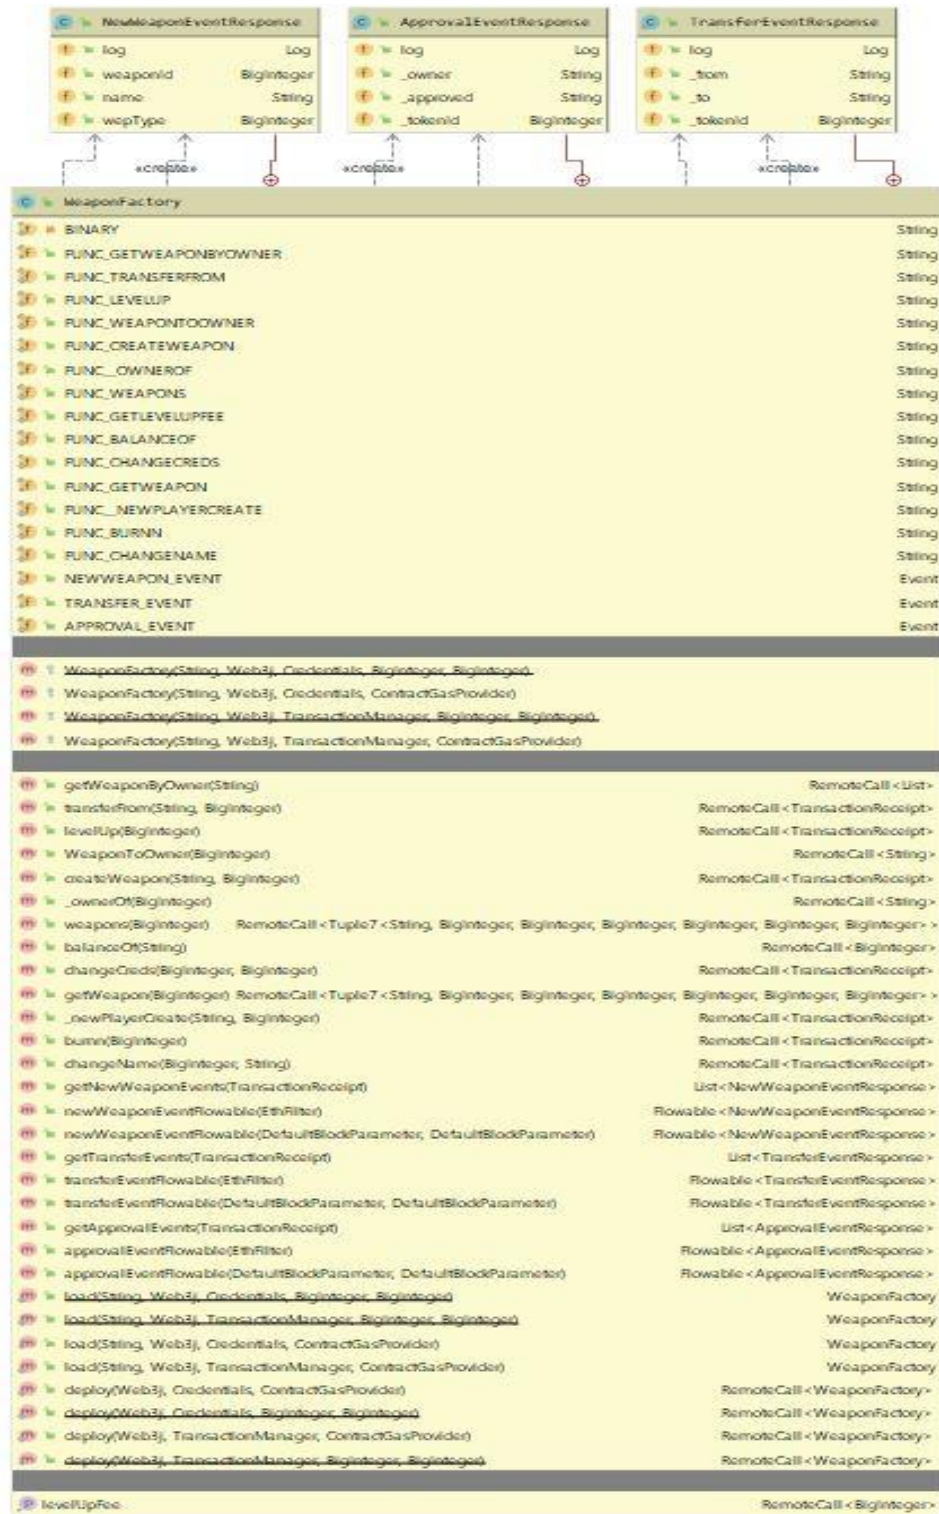 NewWeaponEventResponse
log Log
weaponId BigInteger
name String
wepType BigInteger
ApprovalEventResponse
log Log
_owner String
_approved String
_tokenId BigInteger
TransferEventResponse
log Log
_from String
_to String
_tokenId BigInteger
«create» «create» «create»
WeaponFactory
BINARY String
FUNC_GETWEAPONBYOWNER String
FUNC_TRANSFERFROM String
FUNC_LEVELUP String
FUNC_WEAPONTOOWNER String
FUNC_CREATEWEAPON String
FUNC__OWNEROF String
FUNC_WEAPONS String
FUNC_GETLEVELUPFEE String
FUNC_BALANCEOF String
FUNC_CHANGECREDS String
FUNC_GETWEAPON String
FUNC__NEWPLAYERCREATE String
FUNC_BURNN String
FUNC_CHANGENAME String
NEWWEAPON_EVENT Event
TRANSFER_EVENT Event
APPROVAL_EVENT Event
WeaponFactory(String, Web3j, Credentials, BigInteger, BigInteger)
WeaponFactory(String, Web3j, Credentials, ContractGasProvider)
WeaponFactory(String, Web3j, TransactionManager, BigInteger, BigInteger)
WeaponFactory(String, Web3j, TransactionManager, ContractGasProvider)
getWeaponByOwner(String) RemoteCall<List>
transferFrom(String, BigInteger) RemoteCall<TransactionReceipt>
levelUp(BigInteger) RemoteCall<TransactionReceipt>
WeaponToOwner(BigInteger) RemoteCall<String>
createWeapon(String, BigInteger) RemoteCall<TransactionReceipt>
_ownerOf(BigInteger) RemoteCall<String>
weapons(BigInteger) RemoteCall<Tuple7<String, BigInteger, BigInteger, BigInteger, BigInteger, BigInteger, BigInteger>>
balanceOf(String) RemoteCall<BigInteger>
changeCreds(BigInteger, BigInteger) RemoteCall<TransactionReceipt>
getWeapon(BigInteger) RemoteCall<Tuple7<String, BigInteger, BigInteger, BigInteger, BigInteger, BigInteger, BigInteger>>
_newPlayerCreate(String, BigInteger) RemoteCall<TransactionReceipt>
burnn(BigInteger) RemoteCall<TransactionReceipt>
changeName(BigInteger, String) RemoteCall<TransactionReceipt>
getNewWeaponEvents(TransactionReceipt) List<NewWeaponEventResponse>
newWeaponEventFlowable(EthFilter) Flowable<NewWeaponEventResponse>
newWeaponEventFlowable(DefaultBlockParameter, DefaultBlockParameter) Flowable<NewWeaponEventResponse>
getTransferEvents(TransactionReceipt) List<TransferEventResponse>
transferEventFlowable(EthFilter) Flowable<TransferEventResponse>
transferEventFlowable(DefaultBlockParameter, DefaultBlockParameter) Flowable<TransferEventResponse>
getApprovalEvents(TransactionReceipt) List<ApprovalEventResponse>
approvalEventFlowable(EthFilter) Flowable<ApprovalEventResponse>
approvalEventFlowable(DefaultBlockParameter, DefaultBlockParameter) Flowable<ApprovalEventResponse>
load(String, Web3j, Credentials, BigInteger, BigInteger) WeaponFactory
load(String, Web3j, TransactionManager, BigInteger, BigInteger) WeaponFactory
load(String, Web3j, Credentials, ContractGasProvider) WeaponFactory
load(String, Web3j, TransactionManager, ContractGasProvider) WeaponFactory
deploy(Web3j, Credentials, ContractGasProvider) RemoteCall<WeaponFactory>
deploy(Web3j, Credentials, BigInteger, BigInteger) RemoteCall<WeaponFactory>
deploy(Web3j, TransactionManager, ContractGasProvider) RemoteCall<WeaponFactory>
deploy(Web3j, TransactionManager, BigInteger, BigInteger) RemoteCall<WeaponFactory>
levelUpFee RemoteCall<BigInteger>